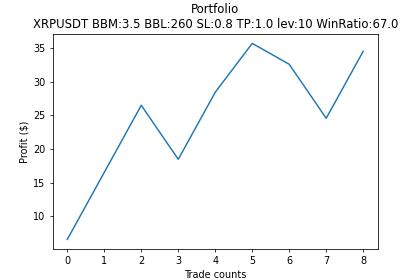 Portfolio
XRPUSDT BBM:3.5 BBL:260 SL:0.8 TP:1.0 lev:10 WinRatio:67.0
35
30
25
20
15
10
Profit ($)
0 1 2 3 4 5 6 7 8
Trade counts